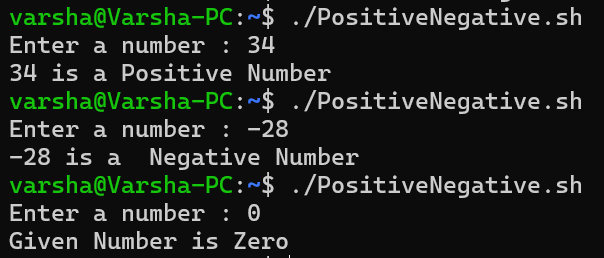 varsha@Varsha-PC:~$ ./PositiveNegative.sh
Enter a number : 34
34 is a Positive Number
varsha@Varsha-PC:~$ ./PositiveNegative.sh
Enter a number : -28
-28 is a  Negative Number
varsha@Varsha-PC:~$ ./PositiveNegative.sh
Enter a number : 0
Given Number is Zero